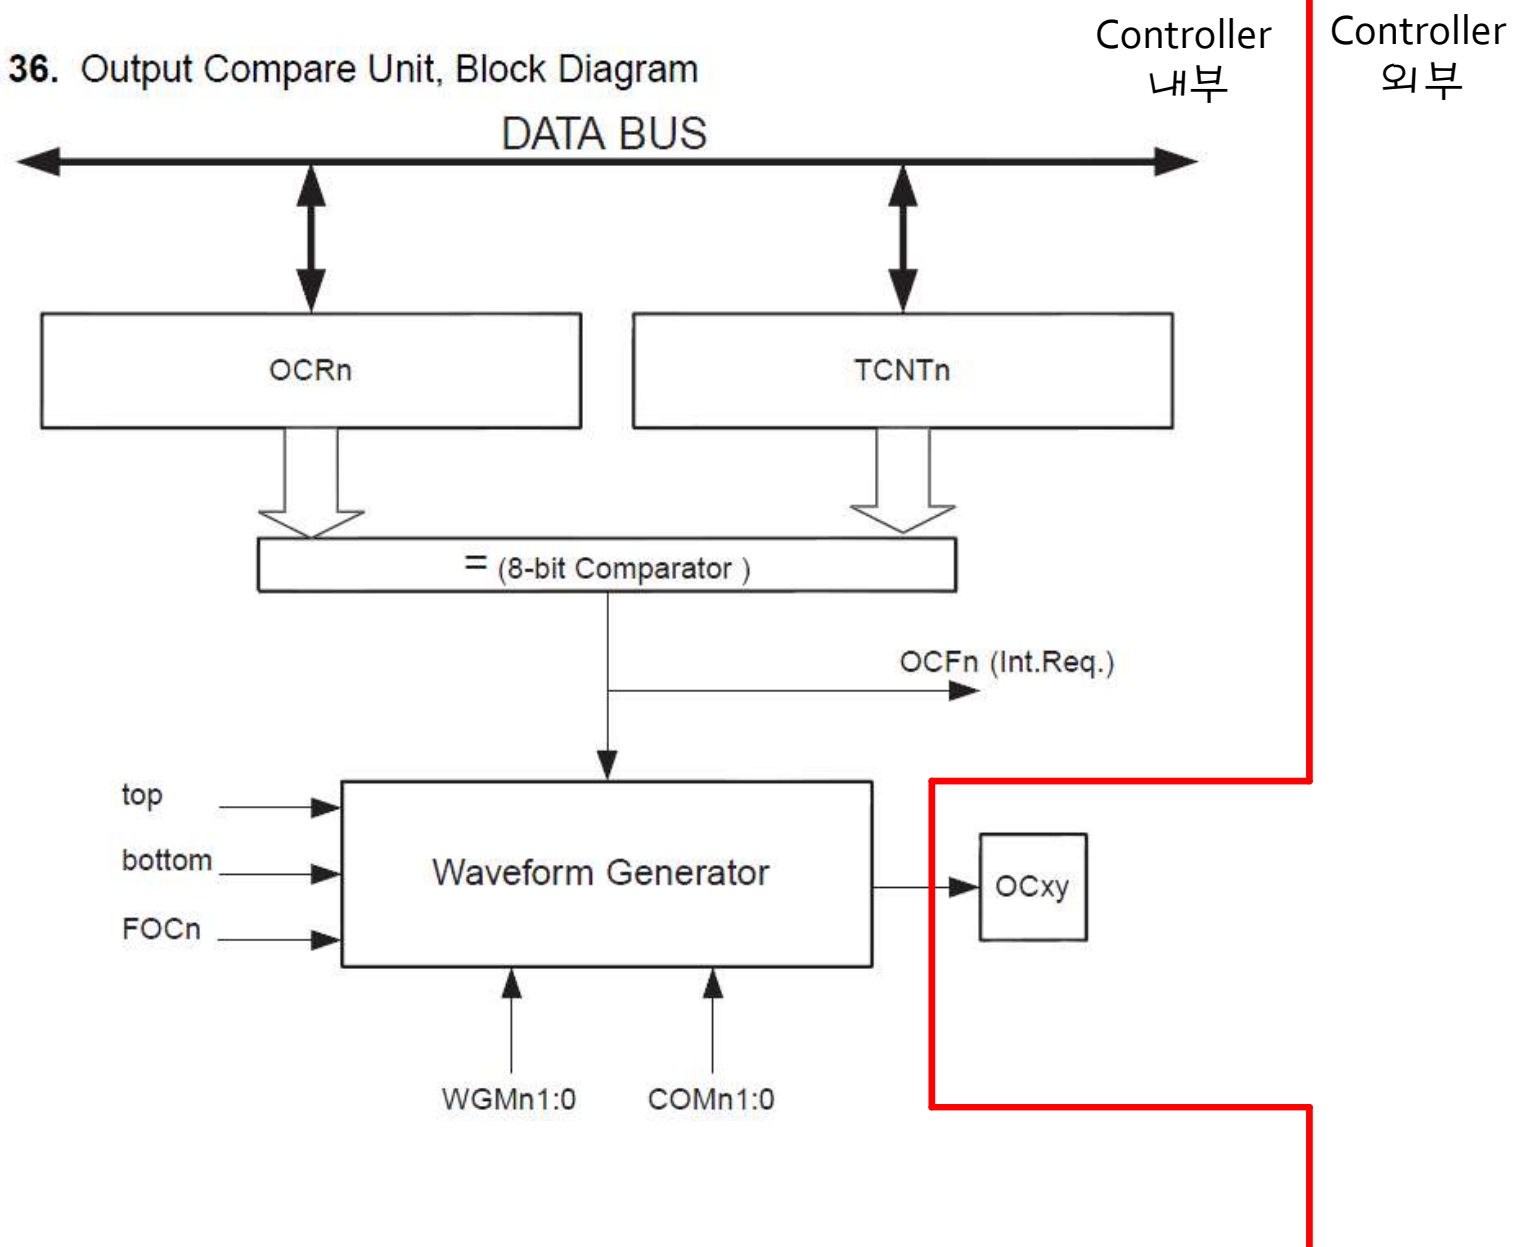 Controller
내부
Controller
외부
36. Output Compare Unit, Block Diagram
DATA BUS
OCRn
TCNTn
= (8-bit Comparator )
OCFn (Int.Req.)
top
bottom
FOCn
Waveform Generator
OCxy
WGMn1:0
COMn1:0